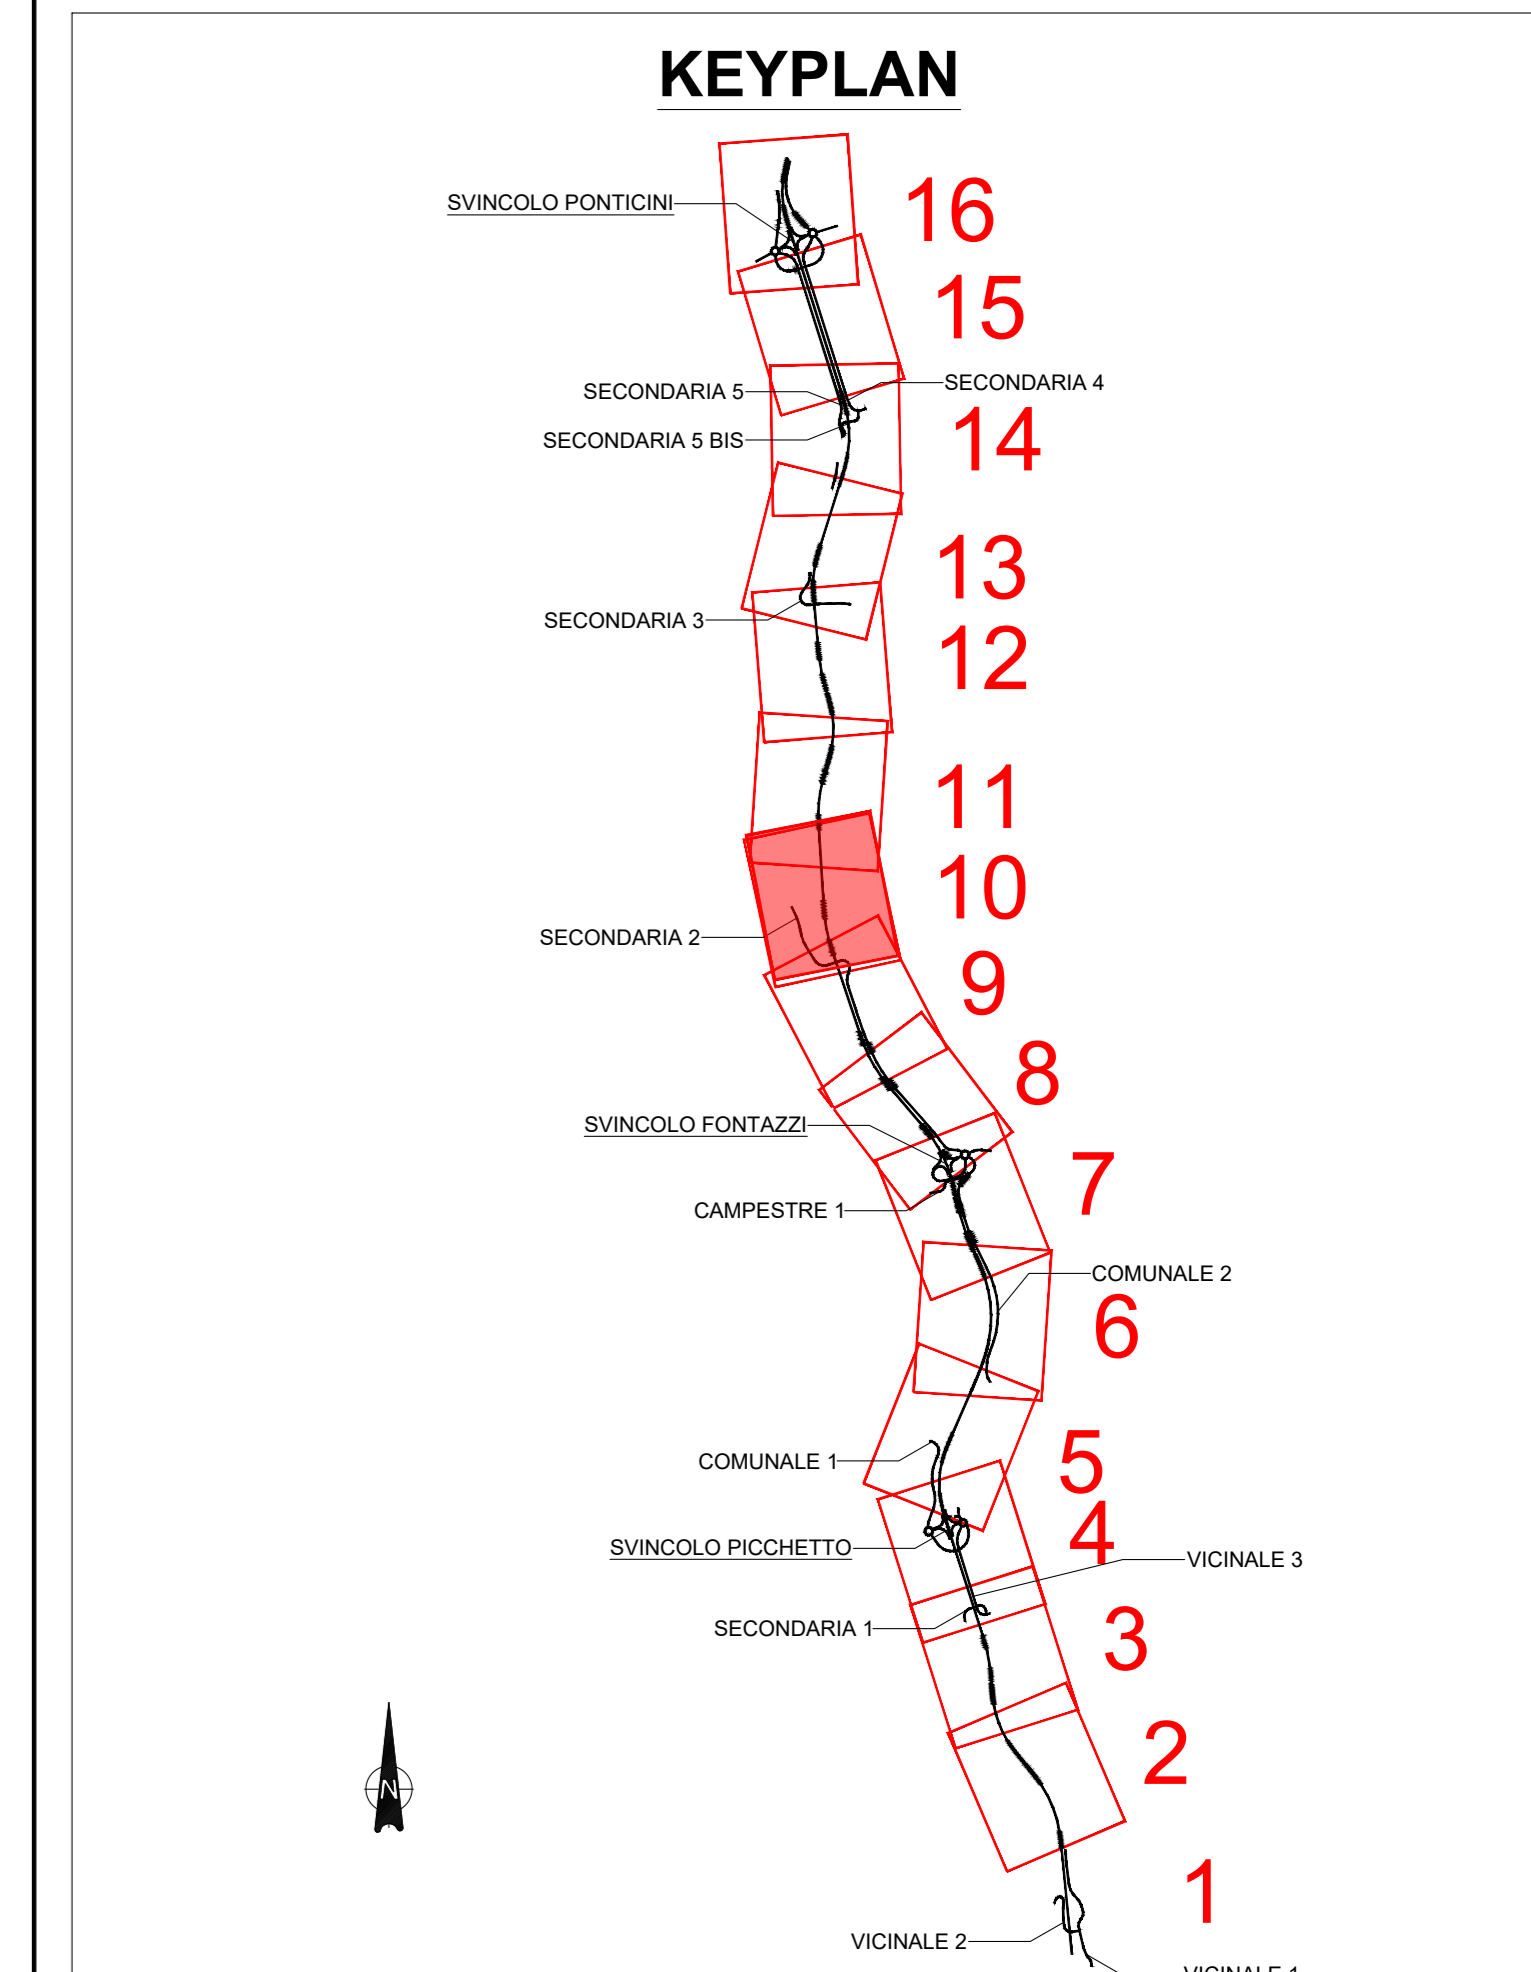 KEYPLAN
SVINCOLO PONTICINI
16
15
SECONDARIA 5
SECONDARIA 4
SECONDARIA 5 BIS
14
13
SECONDARIA 3
12
11
10
SECONDARIA 2
9
8
SVINCOLO FONTAZZI
7
CAMPESTRE 1
COMUNALE 2
6
COMUNALE 1
5
4
SVINCOLO PICCHETTO
VICINALE 3
SECONDARIA 1
3
2
N
1
VICINALE 2
VICINALE 1